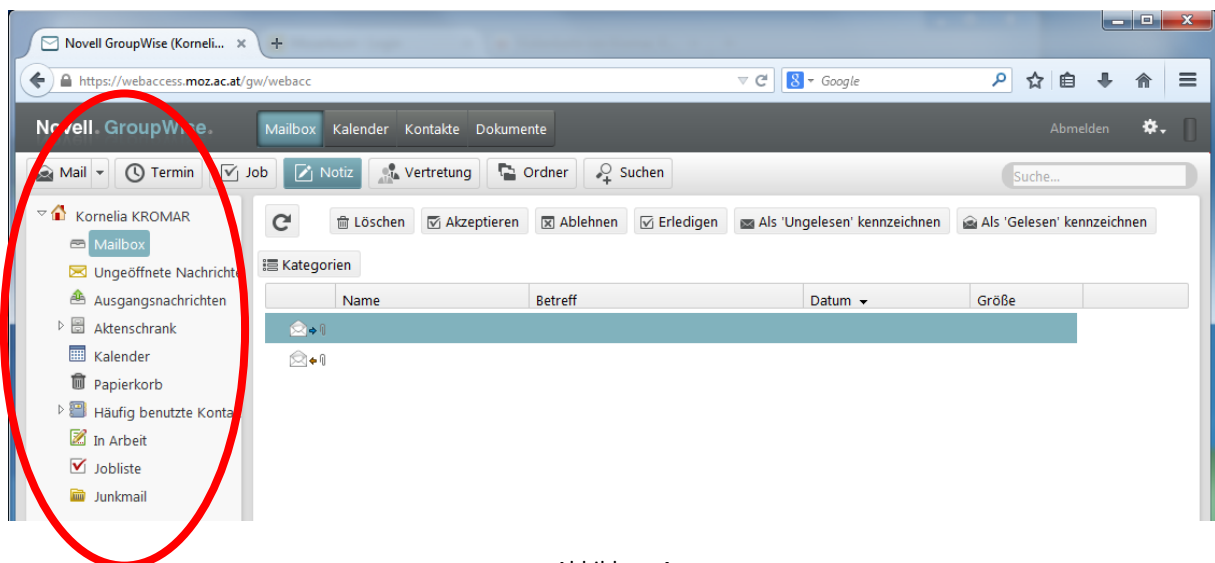 Novell GroupWise (Korneli...
https://webaccess.moz.ac.at/gw/webacc
Google
Novell. GroupWise.
Mailbox Kalender Kontakte Dokumente
Abmelden
Mail Termin Job Notiz Vertretung Ordner Suchen
Suche...
Kornelia KROMAR
Mailbox
Ungeöffnete Nachrichte
Ausgangsnachrichten
Aktenschrank
Kalender
Papierkorb
Häufig benutzte Konta
In Arbeit
Jobliste
Junkmail
Löschen Akzeptieren Ablehnen Erledigen Als 'Ungelesen' kennzeichnen Als 'Gelesen' kennzeichnen
Kategorien
Name Betreff Datum Größe